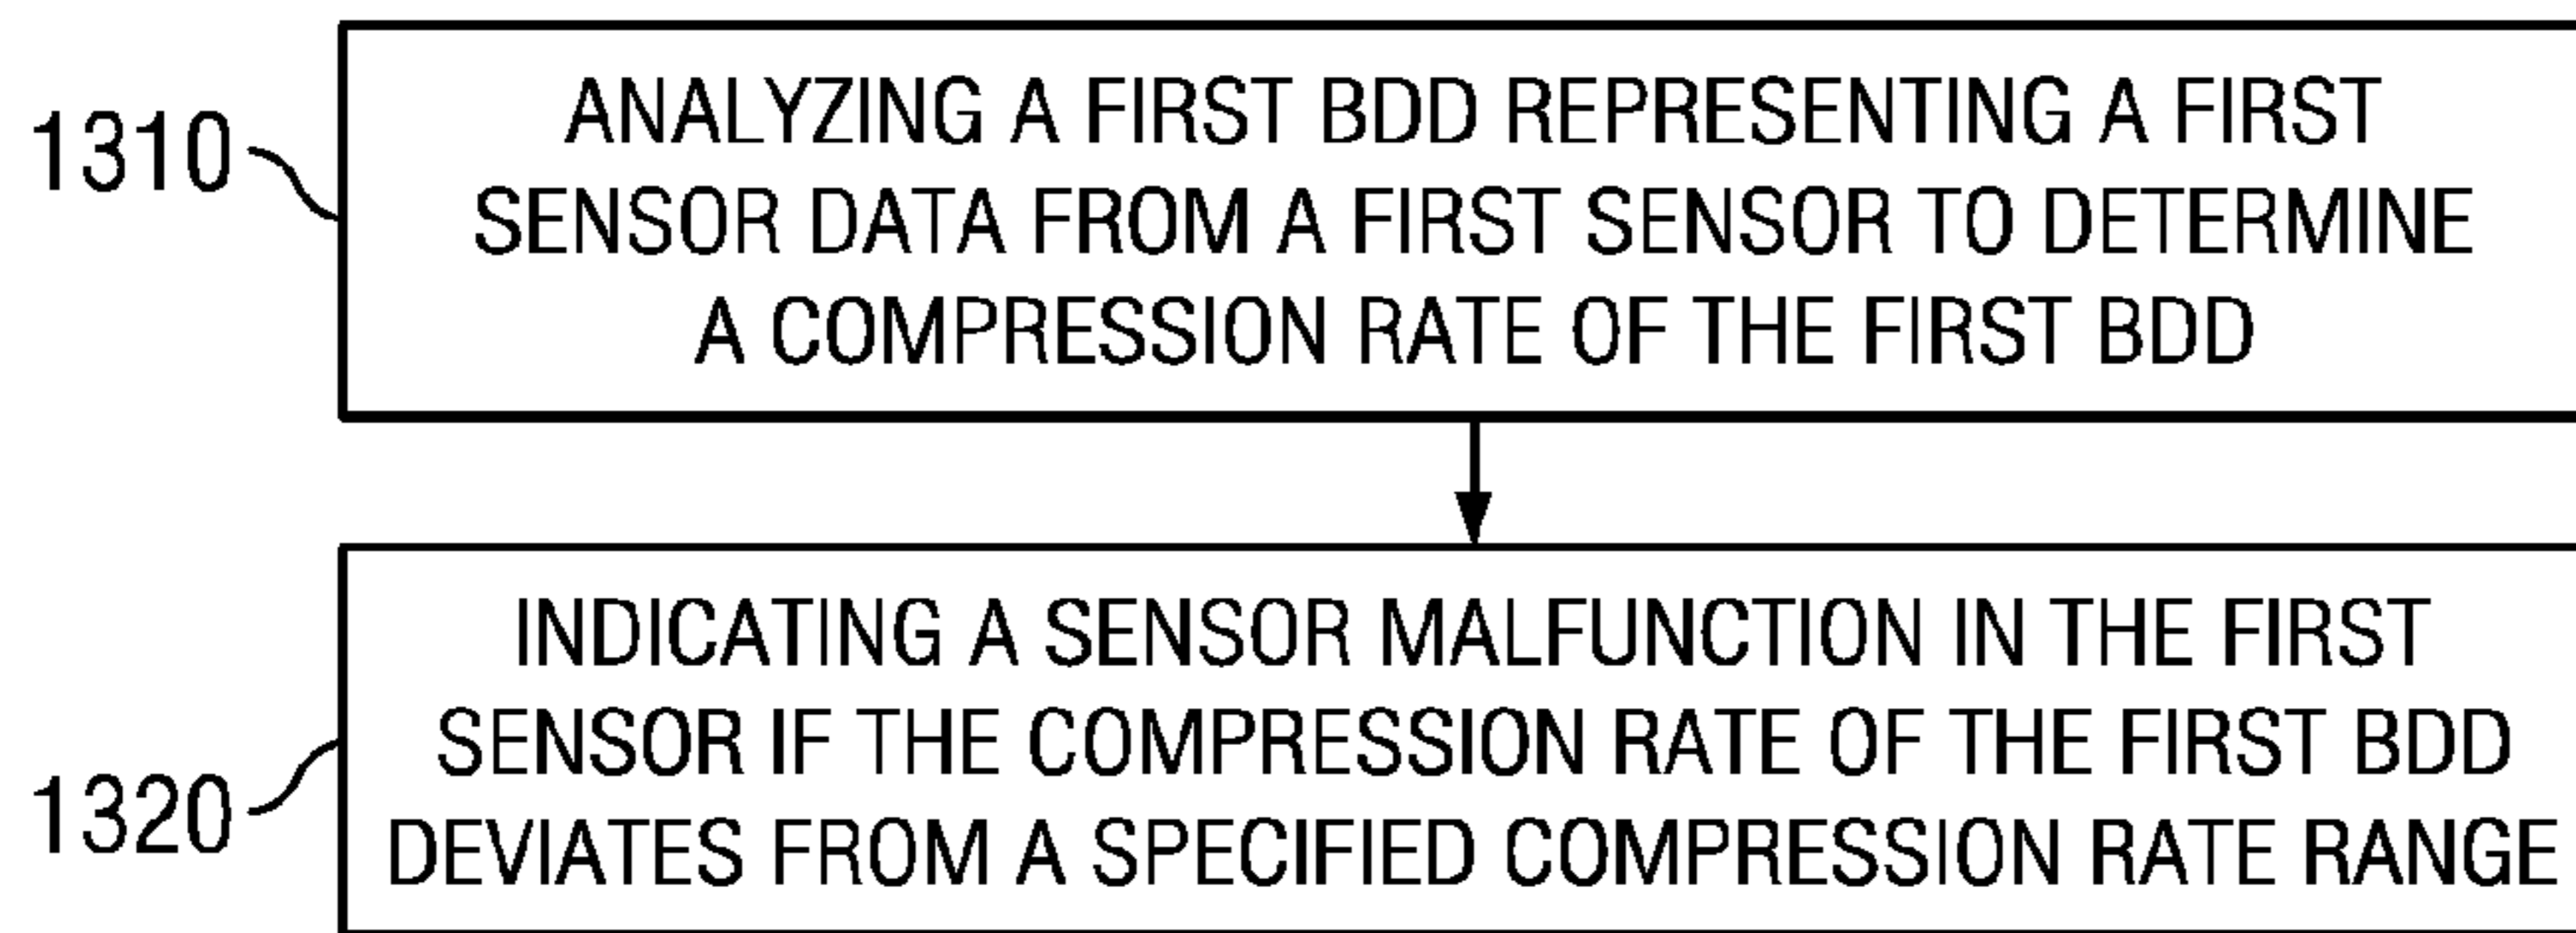 1310
ANALYZING A FIRST BDD REPRESENTING A FIRST
SENSOR DATA FROM A FIRST SENSOR TO DETERMINE
A COMPRESSION RATE OF THE FIRST BDD
1320
INDICATING A SENSOR MALFUNCTION IN THE FIRST
SENSOR IF THE COMPRESSION RATE OF THE FIRST BDD
DEVIATES FROM A SPECIFIED COMPRESSION RATE RANGE